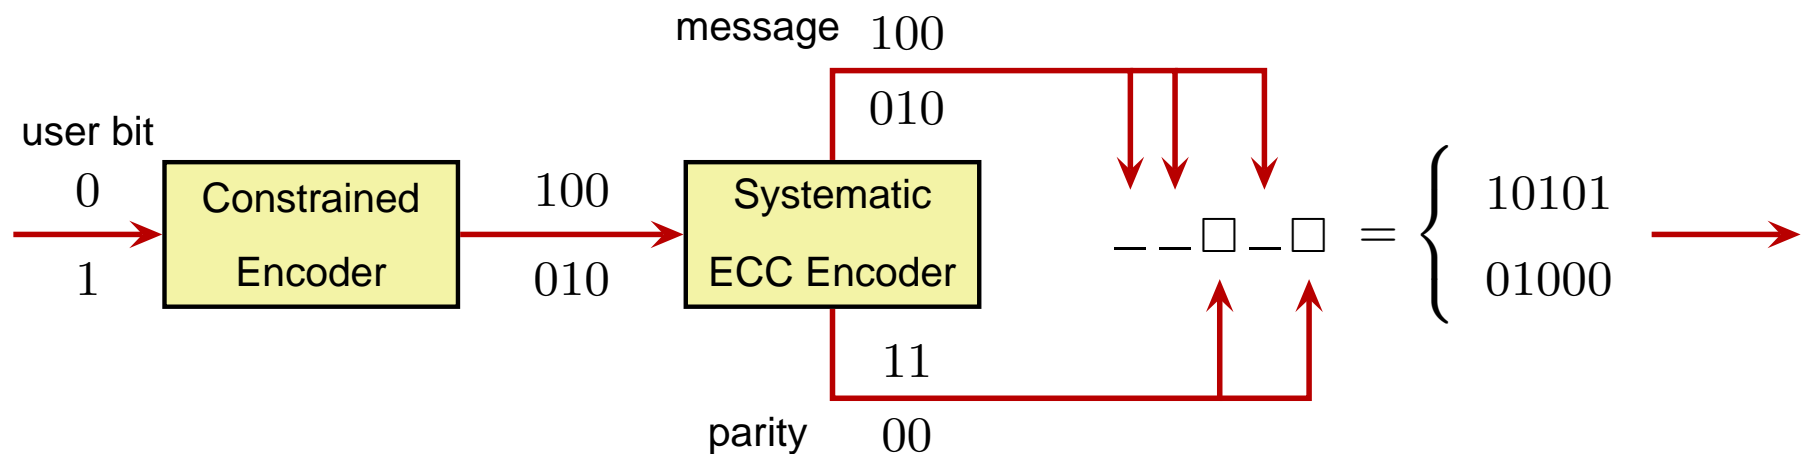 message
100
010
user bit
0
1
Constrained
Encoder
100
010
Systematic
ECC Encoder
_ _ □ _ □ = {
10101
01000
11
00
parity